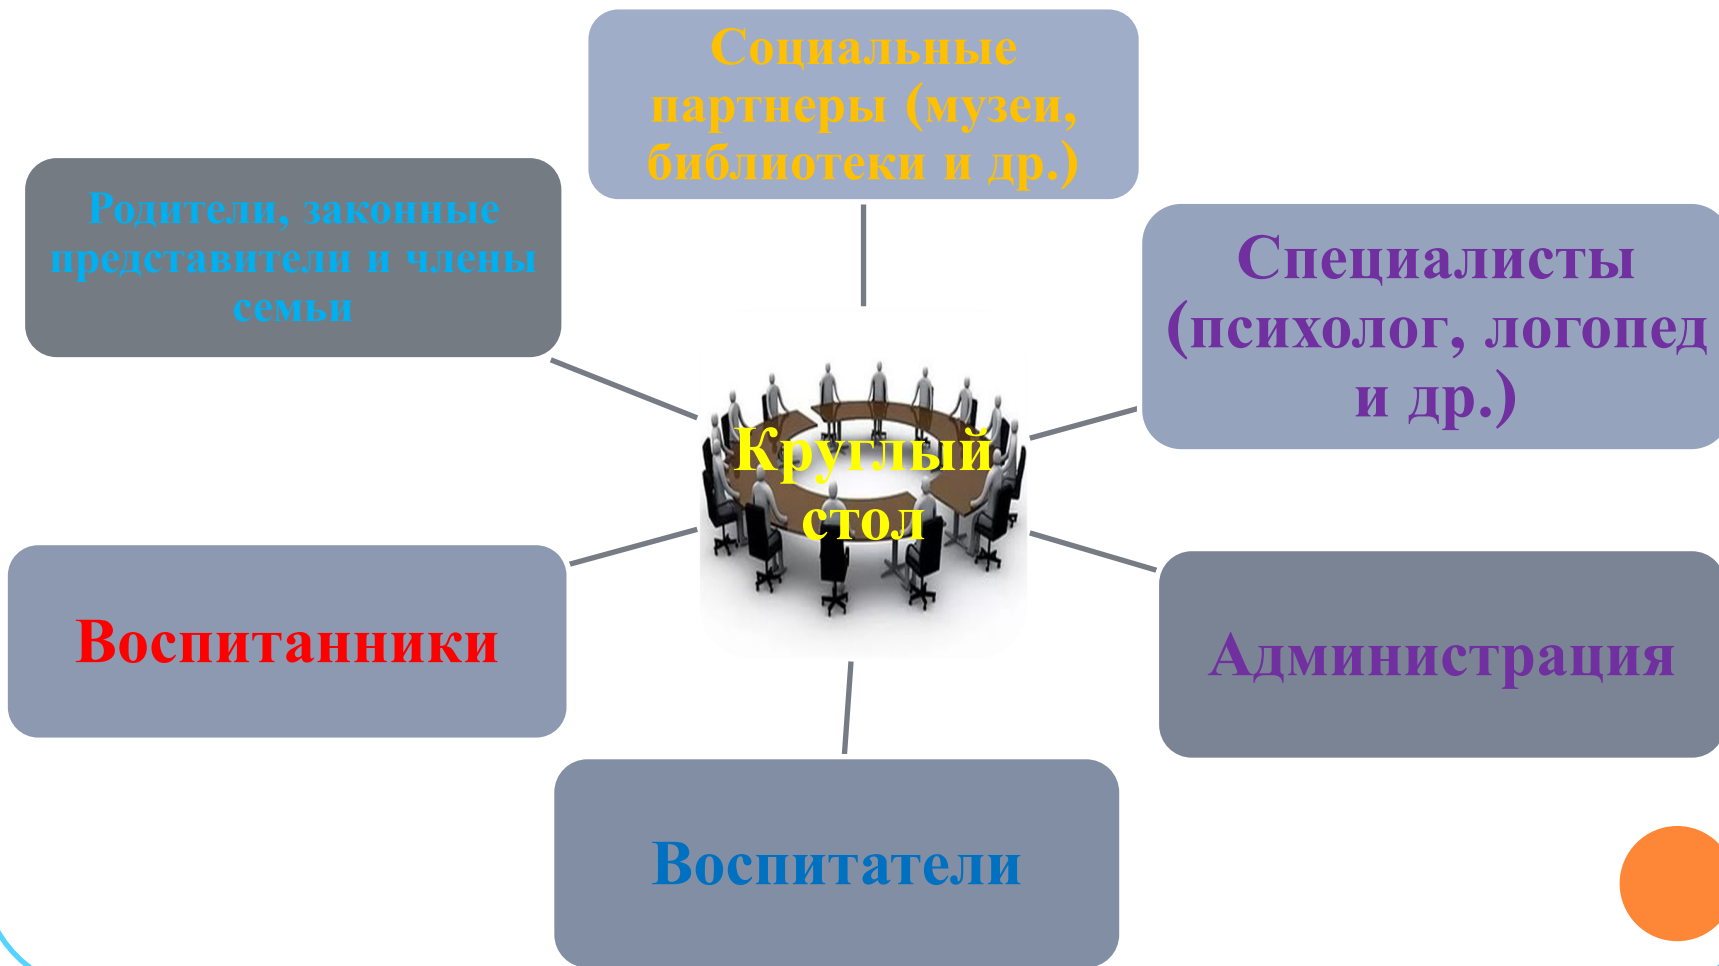 Социальные
партнеры (музеи,
библиотеки и др.)
Родители, законные
представители и члены
семьи
Специалисты
(психолог, логопед
и др.)
Круглый
стол
Воспитанники
Администрация
Воспитатели